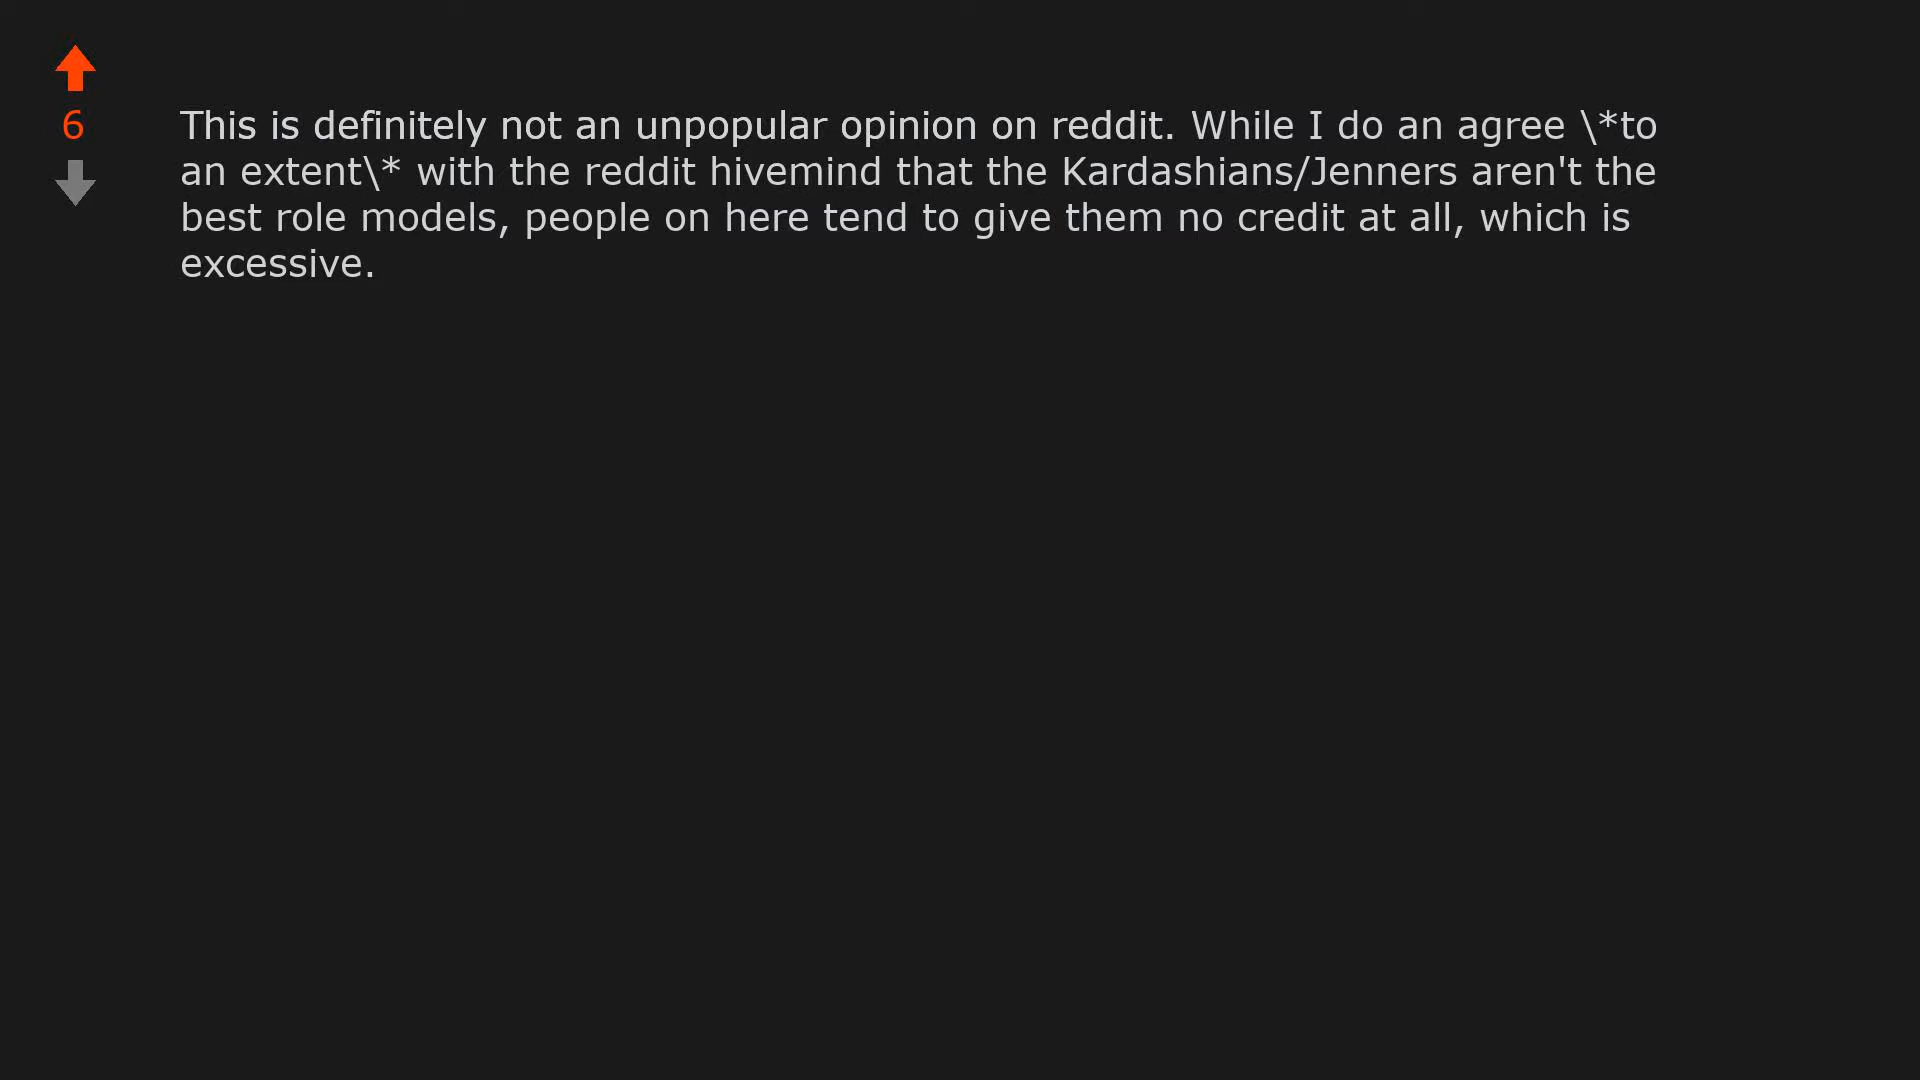 6
This is definitely not an unpopular opinion on reddit. While I do an agree \*to
an extent\* with the reddit hivemind that the Kardashians/Jenners aren't the
best role models, people on here tend to give them no credit at all, which is
excessive.